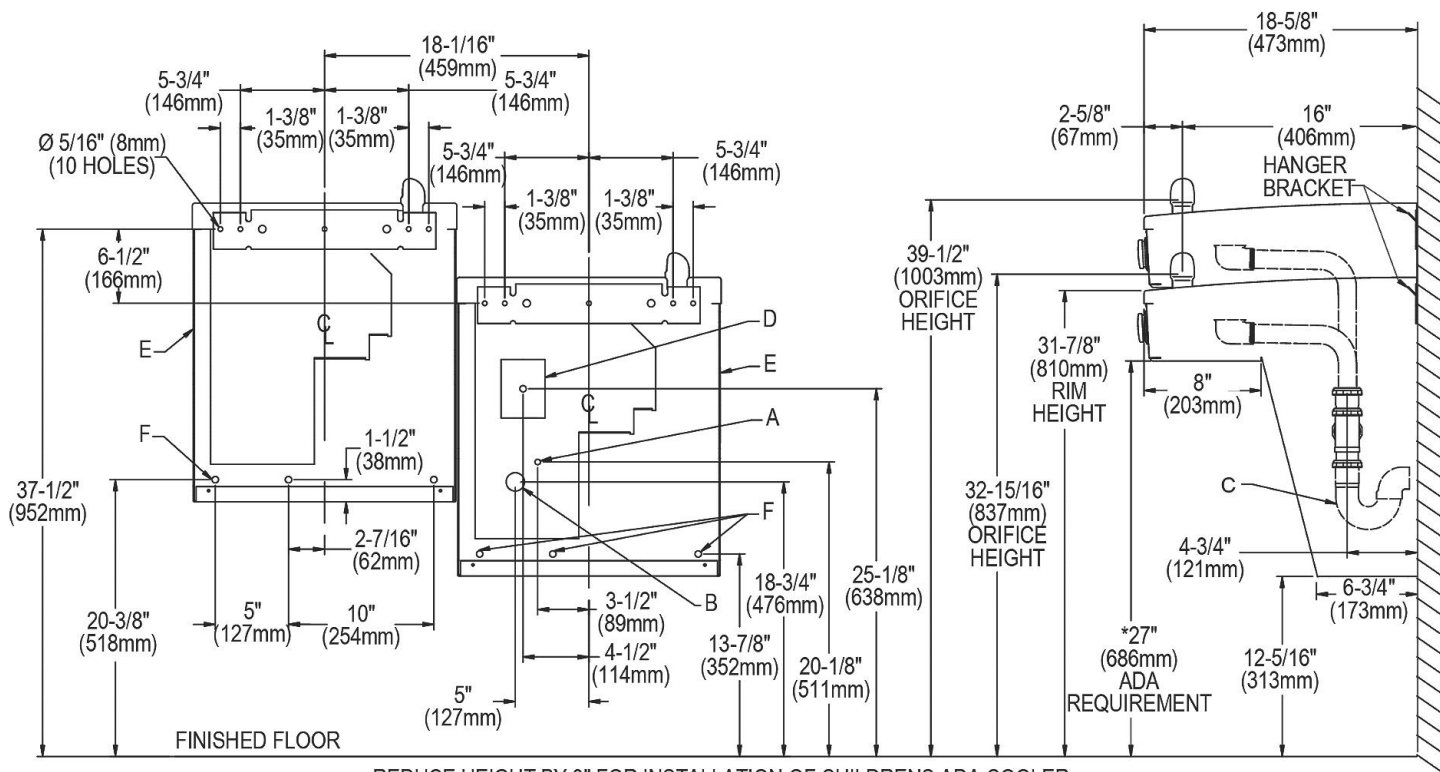 18-1/16"
(459mm)
5-3/4"
(146mm)
5-3/4"
(146mm)
1-3/8"
(35mm)
1-3/8"
(35mm)
Ø 5/16" (8mm)
(10 HOLES)
5-3/4"
(146mm)
5-3/4"
(146mm)
1-3/8"
(35mm)
1-3/8"
(35mm)
6-1/2"
(166mm)
E
C
L
D
E
C
L
A
F
1-1/2"
(38mm)
37-1/2"
(952mm)
F
2-7/16"
(62mm)
B
20-3/8"
(518mm)
5"
(127mm)
10"
(254mm)
3-1/2"
(89mm)
4-1/2"
(114mm)
5"
(127mm)
18-3/4"
(476mm)
25-1/8"
(638mm)
13-7/8"
(352mm)
20-1/8"
(511mm)
FINISHED FLOOR
18-5/8"
(473mm)
2-5/8"
(67mm)
16"
(406mm)
HANGER
BRACKET
39-1/2"
(1003mm)
ORIFICE
HEIGHT
31-7/8"
(810mm)
RIM
HEIGHT
8"
(203mm)
32-15/16"
(837mm)
ORIFICE
HEIGHT
C
4-3/4"
(121mm)
6-3/4"
(173mm)
*27"
(686mm)
ADA
REQUIREMENT
12-5/16"
(313mm)